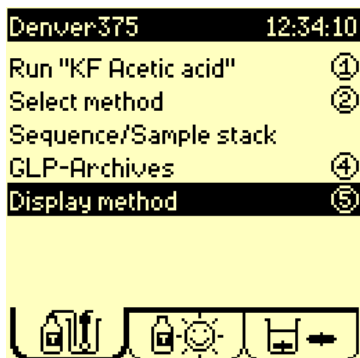 Denver375 12:34:10
Run "KF Acetic acid" ①
Select method ②
Sequence/Sample stack
GLP-Archives ④
Display method ⑤